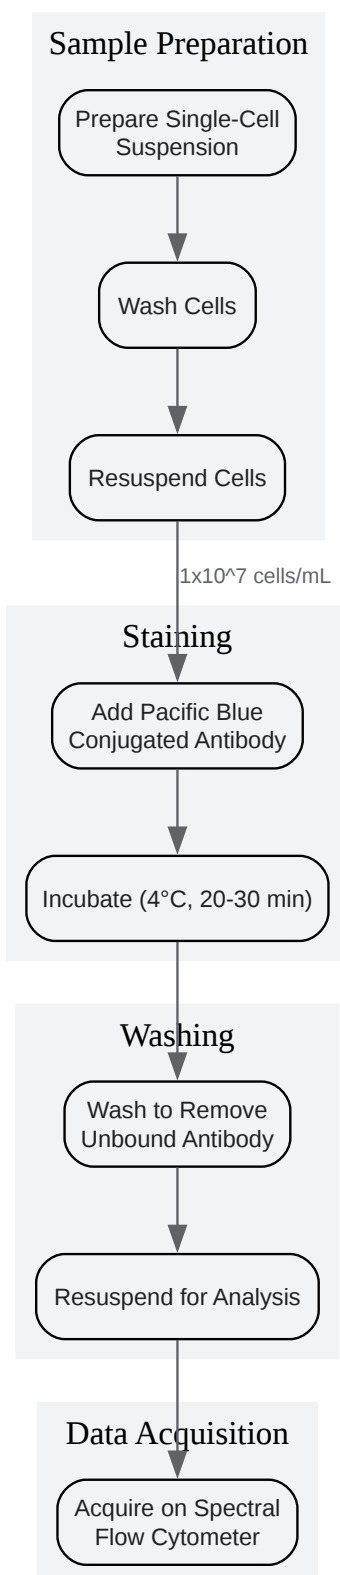 Sample Preparation
Prepare Single-Cell
Suspension
Wash Cells
Resuspend Cells
1x10^7 cells/mL
Staining
Add Pacific Blue
Conjugated Antibody
Incubate (4°C, 20-30 min)
Washing
Wash to Remove
Unbound Antibody
Resuspend for Analysis
Data Acquisition
Acquire on Spectral
Flow Cytometer